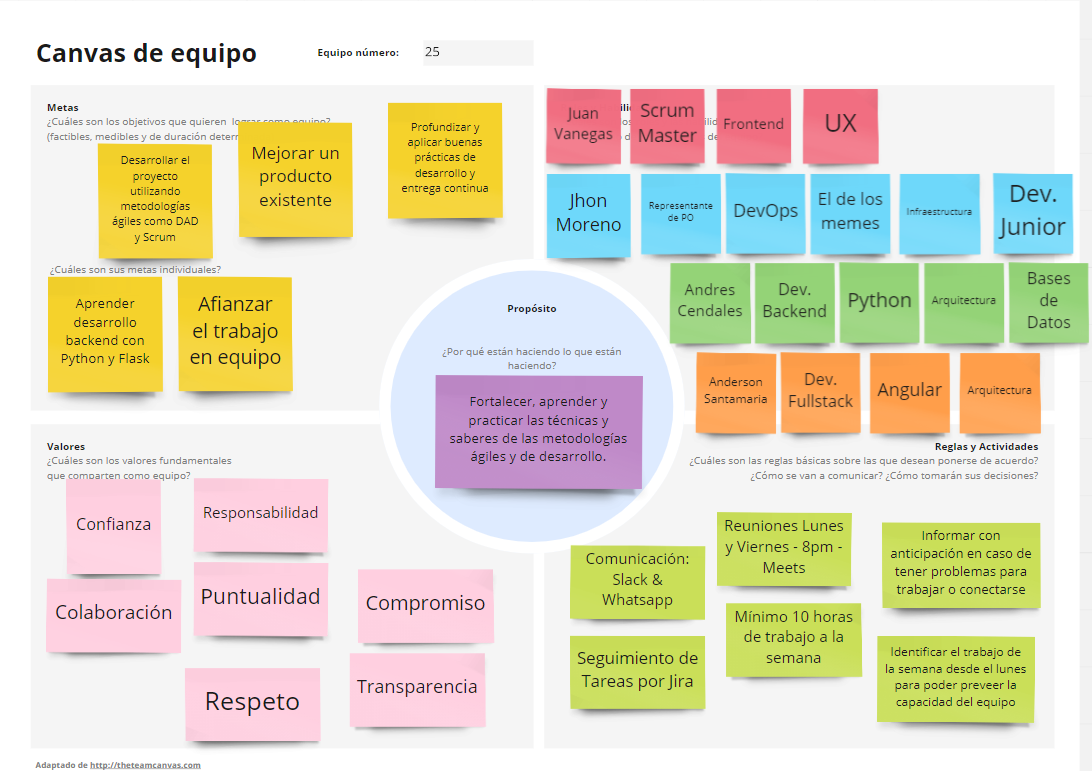 Canvas de equipo
Equipo número:
25
Metas
¿Cuáles son los objetivos que quieren lograr como equipo?
(factibles, medibles y de duración
Desarrollar el
proyecto
utilizando
metodologías
ágiles como DAD
y Scrum
Mejorar un
producto
existente
Profundizar y
aplicar buenas
prácticas de
desarrollo y
entrega continua
¿Cuáles son sus metas individuales?
Aprender
desarrollo
backend con
Python y Flask
Afianzar
el trabajo
en equipo
Juan
Vanegas
Scrum
Master
Frontend
UX
Jhon
Moreno
Representante
de PO
DevOps
El de los
memes
Infraestructura
Dev.
Junior
Andres
Cendales
Dev.
Backend
Python
Arquitectura
Bases
de
Datos
Anderson
Santamaria
Dev.
Fullstack
Angular
Arquitectura
Propósito
¿Por qué están haciendo lo que están
haciendo?
Fortalecer, aprender y
practicar las técnicas y
saberes de las metodologías
ágiles y de desarrollo.
Valores
¿Cuáles son los valores fundamentales
que comparten como equipo?
Confianza
Responsabilidad
Colaboración
Puntualidad
Compromiso
Respeto
Transparencia
Reglas y Actividades
¿Cuáles son las reglas básicas sobre las que desean ponerse de acuerdo?
¿Cómo se van a comunicar? ¿Cómo tomarán sus decisiones?
Comunicación:
Slack &
Whatsapp
Reuniones Lunes
y Viernes - 8pm -
Meets
Informar con
anticipación en caso de
tener problemas para
trabajar o conectarse
Seguimiento de
Tareas por Jira
Mínimo 10 horas
de trabajo a la
semana
Identificar el trabajo de
la semana desde el lunes
para poder preveer la
capacidad del equipo
Adaptado de http://theteamcanvas.com